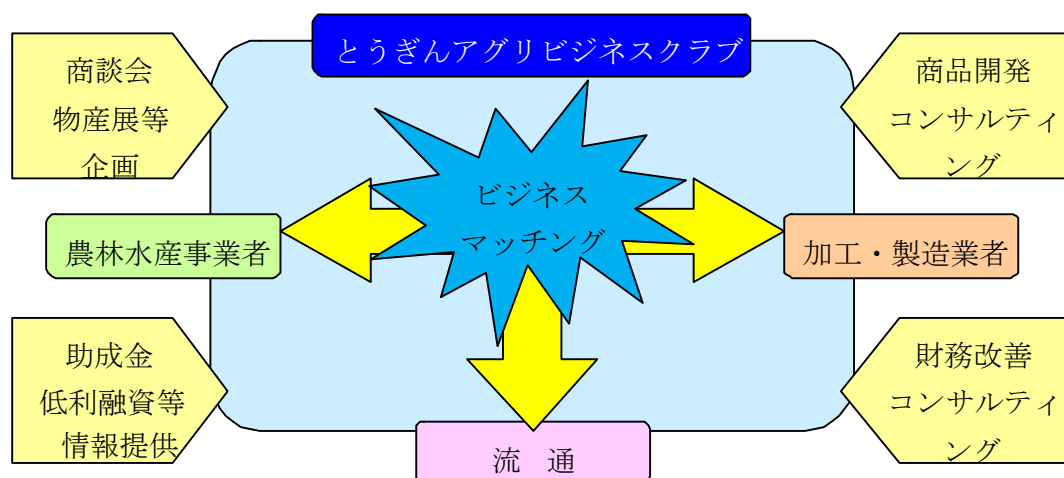 とうぎんアグリビジネスクラブ
商談会
物産展等
企画
商品開発
コンサルティ
ング
ビジネス
マッチング
農林水産事業者
加工・製造業者
助成金
低利融資等
情報提供
財務改善
コンサルティ
ング
流　通